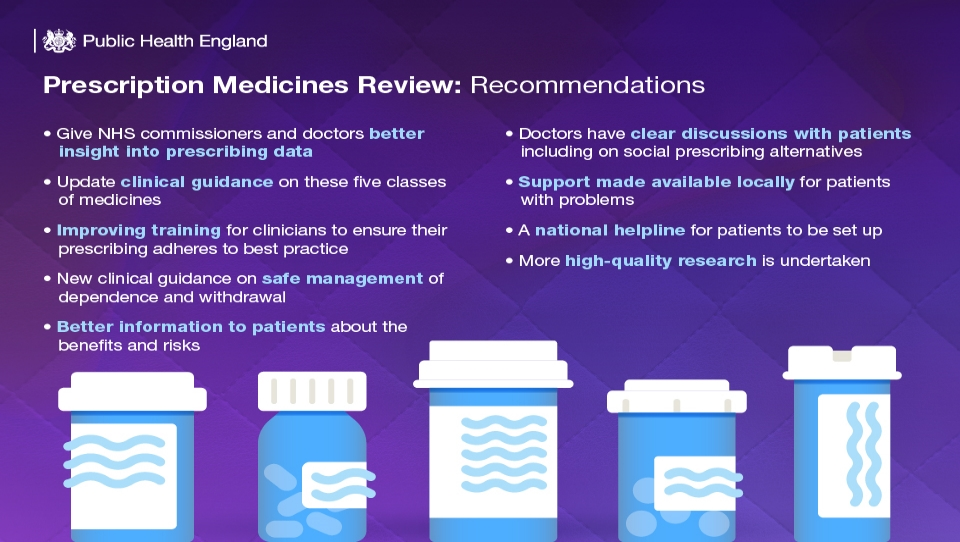 Public Health England
Prescription Medicines Review: Recommendations
• Give NHS commissioners and doctors better
insight into prescribing data
• Update clinical guidance on these five classes
of medicines
• Improving training for clinicians to ensure their
prescribing adheres to best practice
• New clinical guidance on safe management of
dependence and withdrawal
• Better information to patients about the
benefits and risks
• Doctors have clear discussions with patients
including on social prescribing alternatives
• Support made available locally for patients
with problems
• A national helpline for patients to be set up
• More high-quality research is undertaken